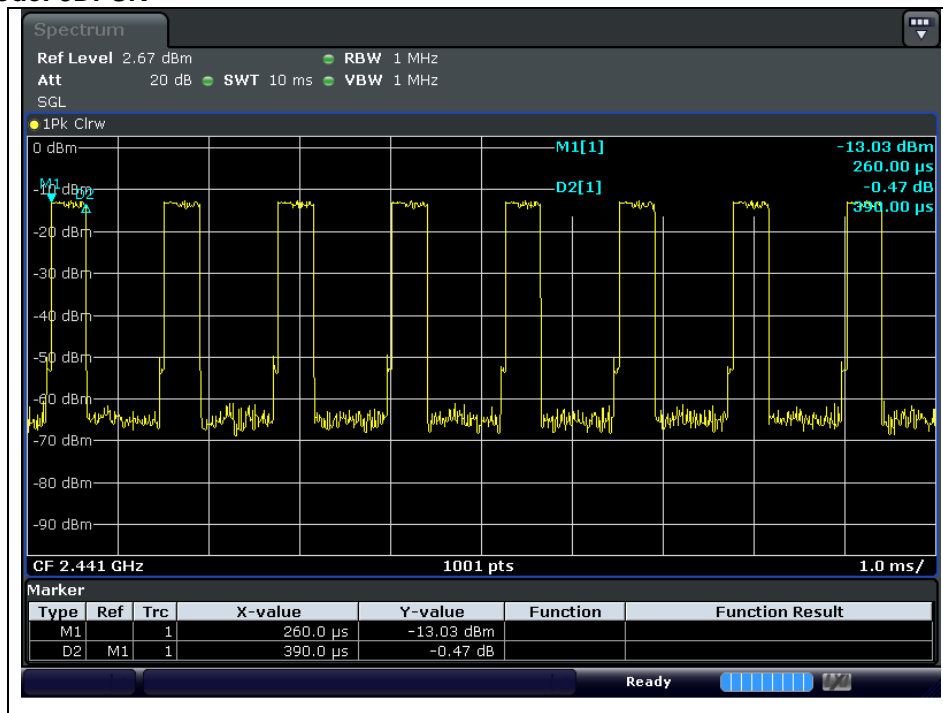 Spectrum
Ref Level 2.67 dBm RBW 1 MHz
Att 20 dB SWT 10 ms VBW 1 MHz
SGL
1Pk Clrw
0 dBm M1[1] -13.03 dBm
260.00 µs
-10 dBm D2[1] -0.47 dB
390.00 µs
M1 D2
-20 dBm
-30 dBm
-40 dBm
-50 dBm
-60 dBm
-70 dBm
-80 dBm
-90 dBm
CF 2.441 GHz 1001 pts 1.0 ms/
Marker
Type Ref Trc X-value Y-value Function Function Result
M1 1 260.0 µs -13.03 dBm
D2 M1 1 390.0 µs -0.47 dB
Ready